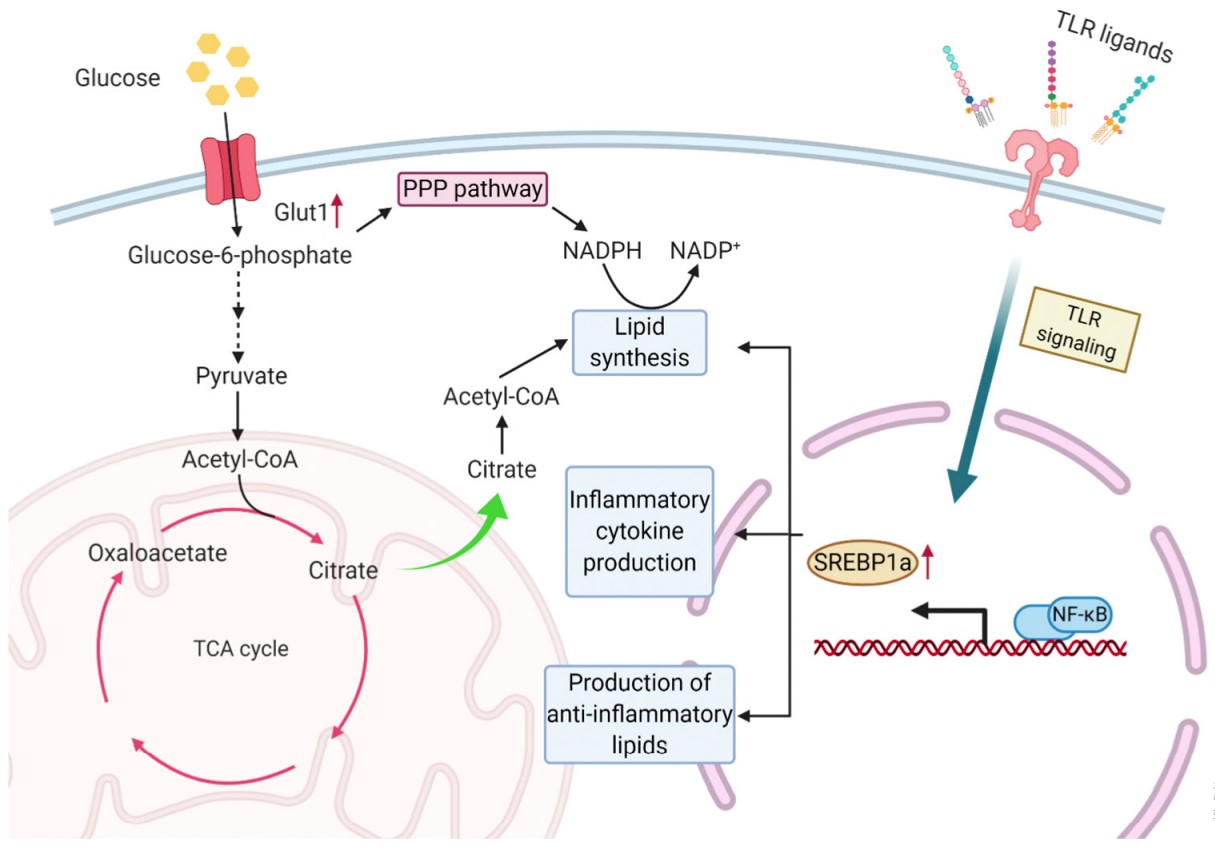 TLR ligands
Glucose
PPP pathway
Glut1
Glucose-6-phosphate
NADPH
NADP⁺
TLR
signaling
Lipid
synthesis
Pyruvate
Acetyl-CoA
Acetyl-CoA
Citrate
Inflammatory
cytokine
production
Oxaloacetate
Citrate
SREBP1a
NF-κB
TCA cycle
Production of
anti-inflammatory
lipids